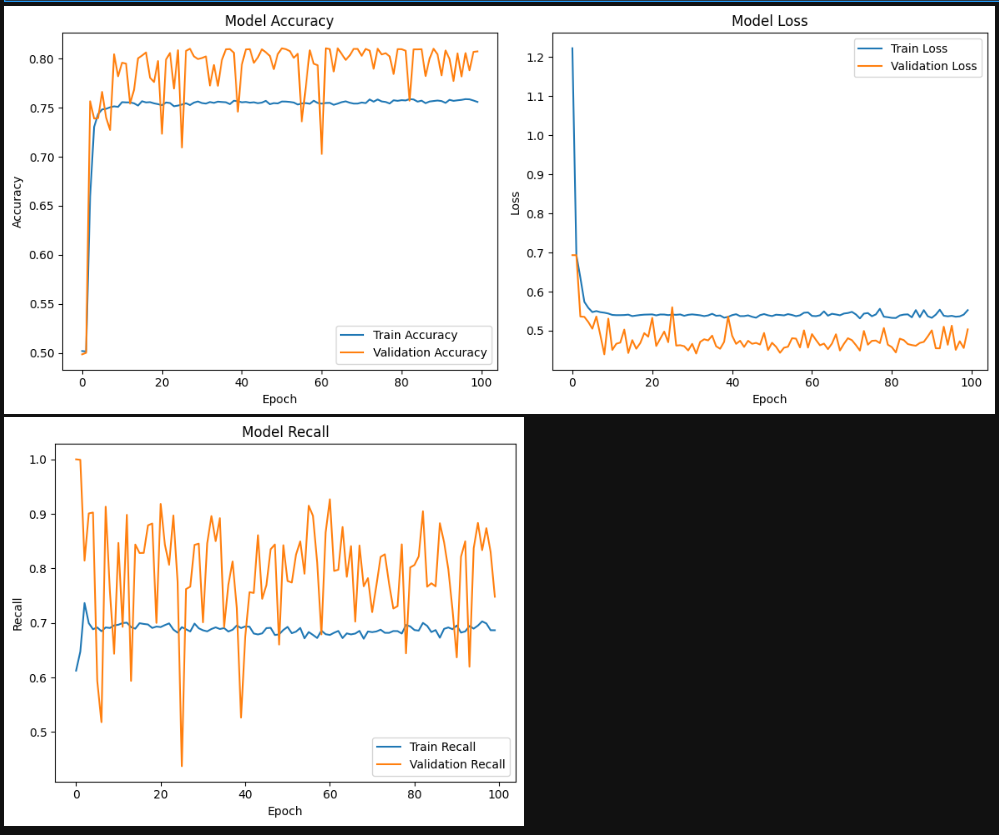 Model Accuracy
0.80
0.75
0.70
0.65
0.60
0.55
0.50
Accuracy
Train Accuracy
Validation Accuracy
0 20 40 60 80 100
Epoch
Model Loss
1.2
1.1
1.0
0.9
0.8
0.7
0.6
0.5
Loss
Train Loss
Validation Loss
0 20 40 60 80 100
Epoch
Model Recall
1.0
0.9
0.8
0.7
0.6
0.5
Recall
Train Recall
Validation Recall
0 20 40 60 80 100
Epoch